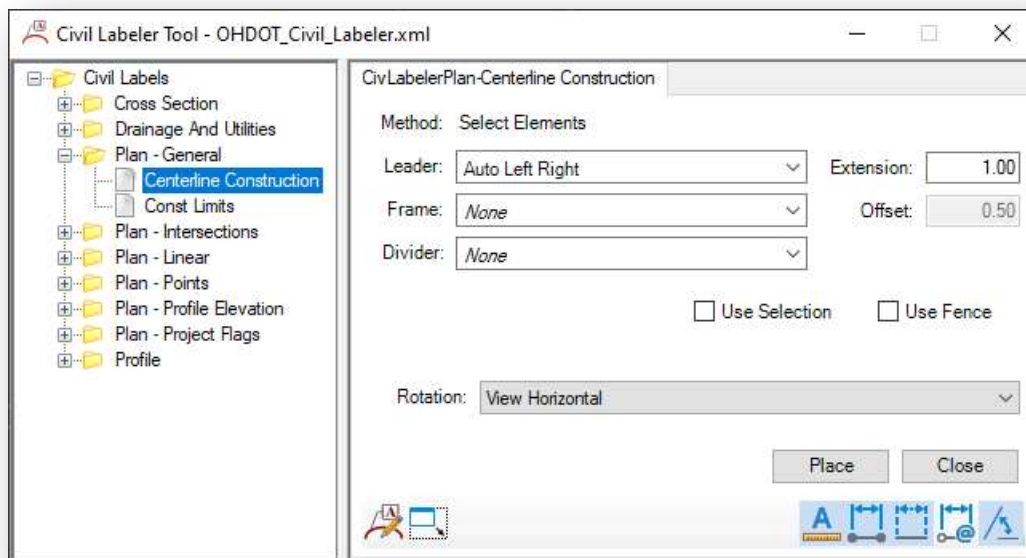 Civil Labeler Tool - OHDOT_Civil_Labeler.xml
Civil Labels
Cross Section
Drainage And Utilities
Plan - General
Centerline Construction
Const Limits
Plan - Intersections
Plan - Linear
Plan - Points
Plan - Profile Elevation
Plan - Project Flags
Profile
CivLabelerPlan-Centerline Construction
Method: Select Elements
Leader: Auto Left Right Extension: 1.00
Frame: None Offset: 0.50
Divider: None
Use Selection Use Fence
Rotation: View Horizontal
Place Close